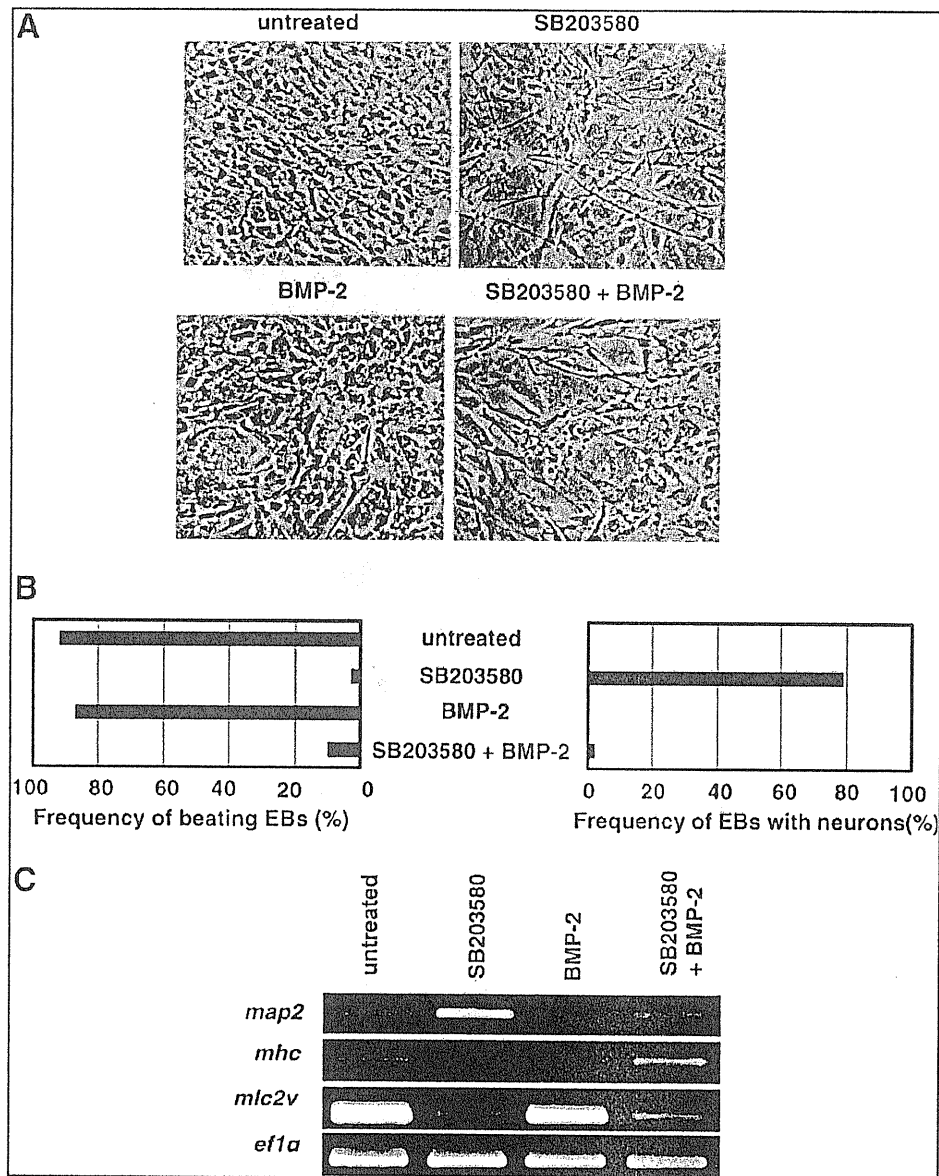 A
untreated SB203580
BMP-2 SB203580 + BMP-2
B
untreated
SB203580
BMP-2
SB203580 + BMP-2
100 80 60 40 20 0
0 20 40 60 80 100
Frequency of beating EBs (%)
Frequency of EBs with neurons(%)
C
untreated
SB203580
BMP-2
SB203580
+ BMP-2
map2
mhc
mlc2v
ef1a